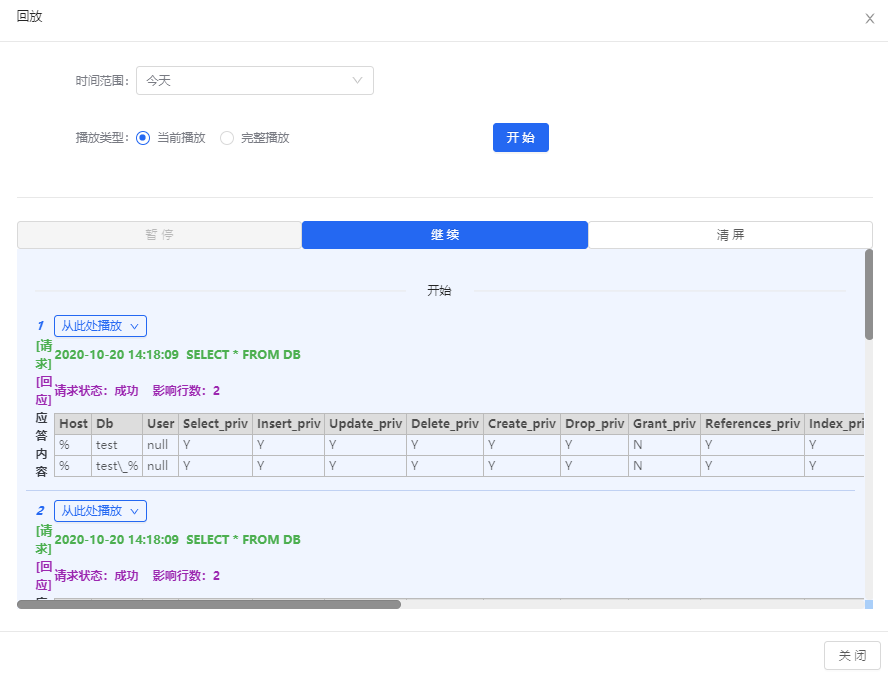 回放
时间范围: 今天
播放类型: 当前播放 完整播放 开 始
暂 停 继 续 清 屏
开始
1 从此处播放
[请求] 2020-10-20 14:18:09 SELECT * FROM DB
[回应] 请求状态: 成功 影响行数: 2
应答内容
Host Db User Select_priv Insert_priv Update_priv Delete_priv Create_priv Drop_priv Grant_priv References_priv Index_pri
% test null Y Y Y Y Y Y N Y Y
% test\_% null Y Y Y Y Y Y N Y Y
2 从此处播放
[请求] 2020-10-20 14:18:09 SELECT * FROM DB
[回应] 请求状态: 成功 影响行数: 2
关 闭